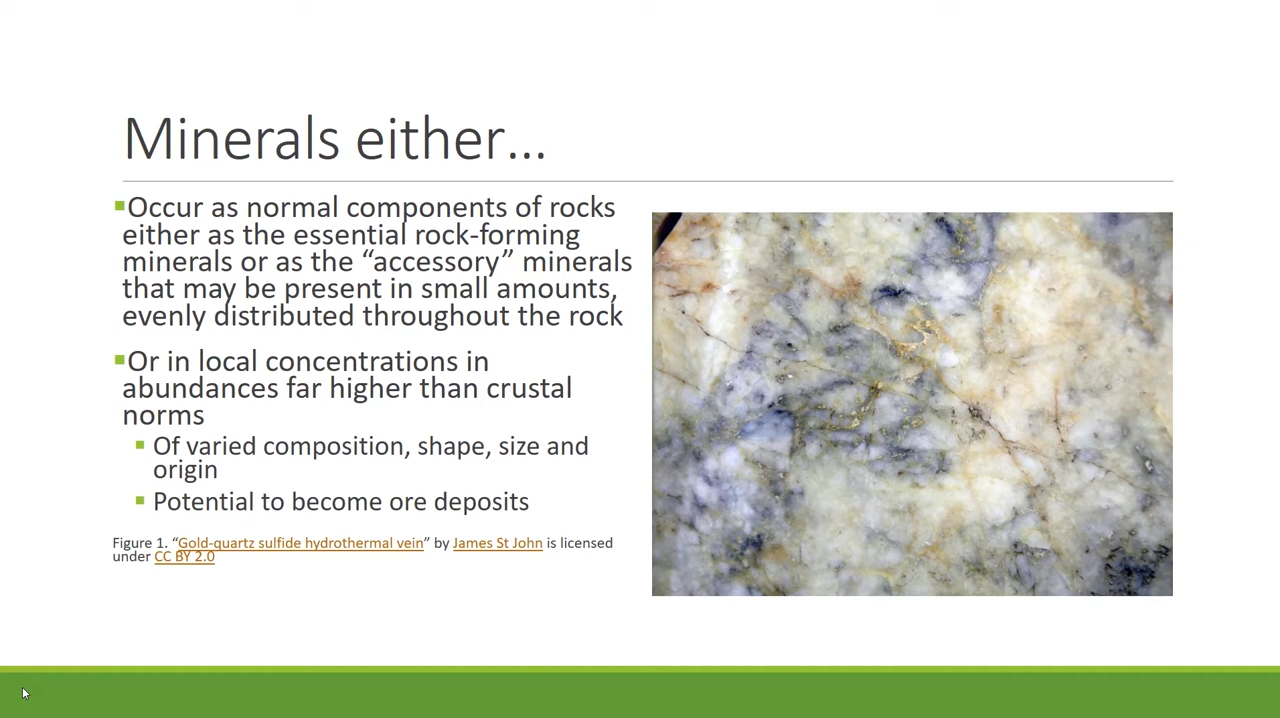 Minerals either...
▪Occur as normal components of rocks
either as the essential rock-forming
minerals or as the “accessory” minerals
that may be present in small amounts,
evenly distributed throughout the rock
▪Or in local concentrations in
abundances far higher than crustal
norms
▪ Of varied composition, shape, size and
origin
▪ Potential to become ore deposits
Figure 1. “Gold-quartz sulfide hydrothermal vein” by James St John is licensed
under CC BY 2.0